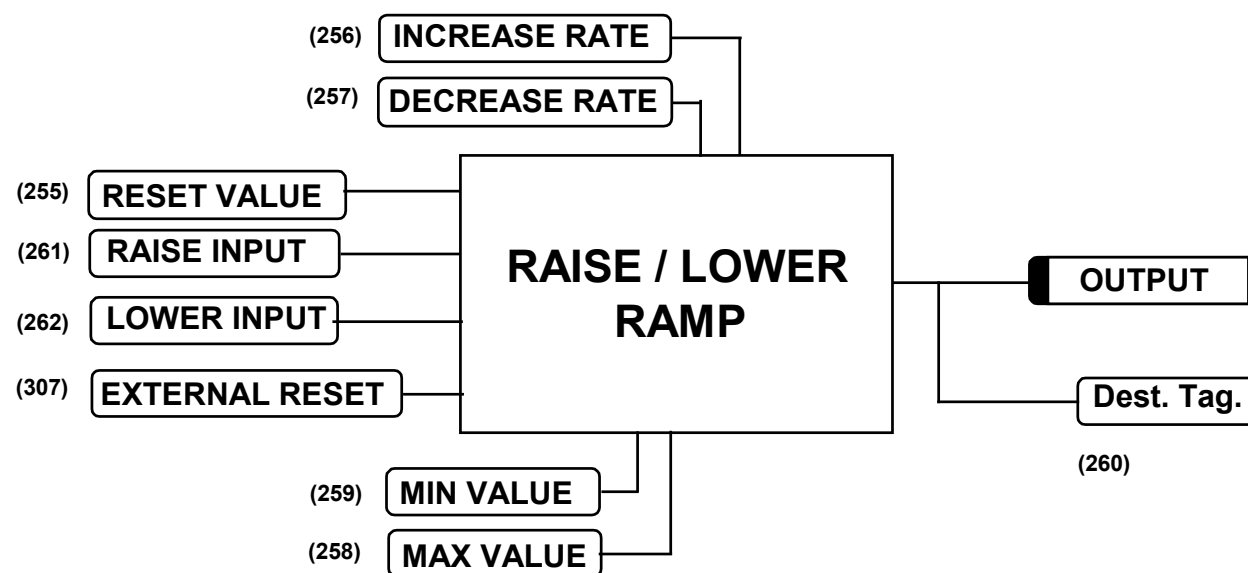 (256) INCREASE RATE
(257) DECREASE RATE
(255) RESET VALUE
(261) RAISE INPUT
(262) LOWER INPUT
(307) EXTERNAL RESET
RAISE / LOWER
RAMP
OUTPUT
Dest. Tag.
(260)
(259) MIN VALUE
(258) MAX VALUE